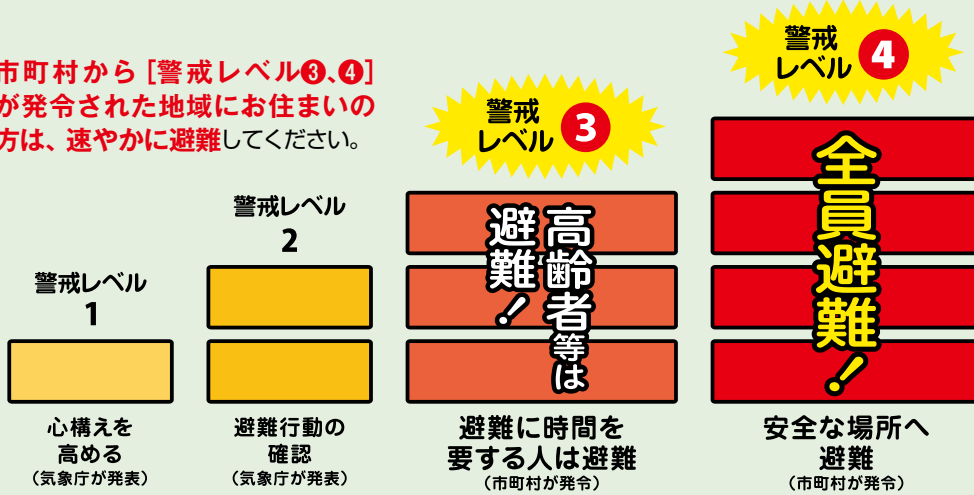 市町村から［警戒レベル❸、❹］
が発令された地域にお住まいの
方は、速やかに避難してください。
警戒レベル
1
心構えを
高める
（気象庁が発表）
警戒レベル
2
避難行動の
確認
（気象庁が発表）
警戒
レベル 3
高齢者等は
避難！
避難に時間を
要する人は避難
（市町村が発令）
警戒
レベル 4
全員避難！
安全な場所へ
避難
（市町村が発令）